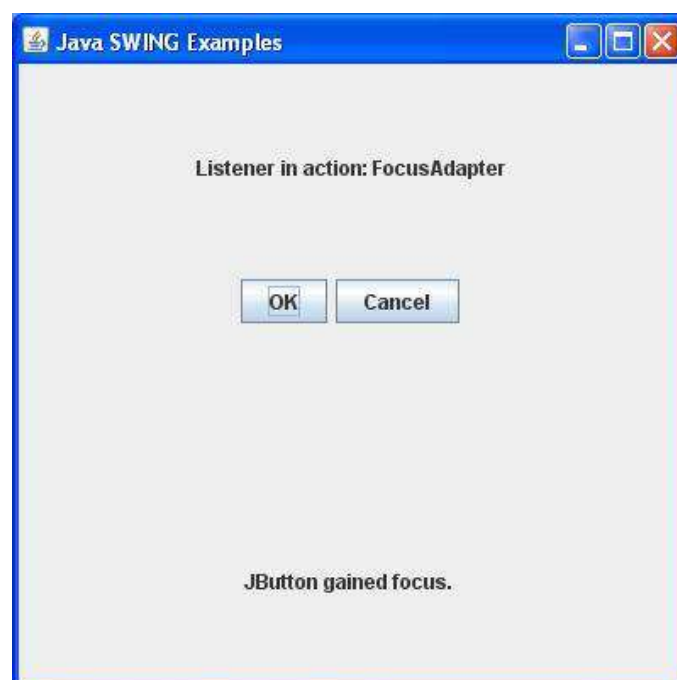 Java SWING Examples
Listener in action: FocusAdapter
OK Cancel
JButton gained focus.